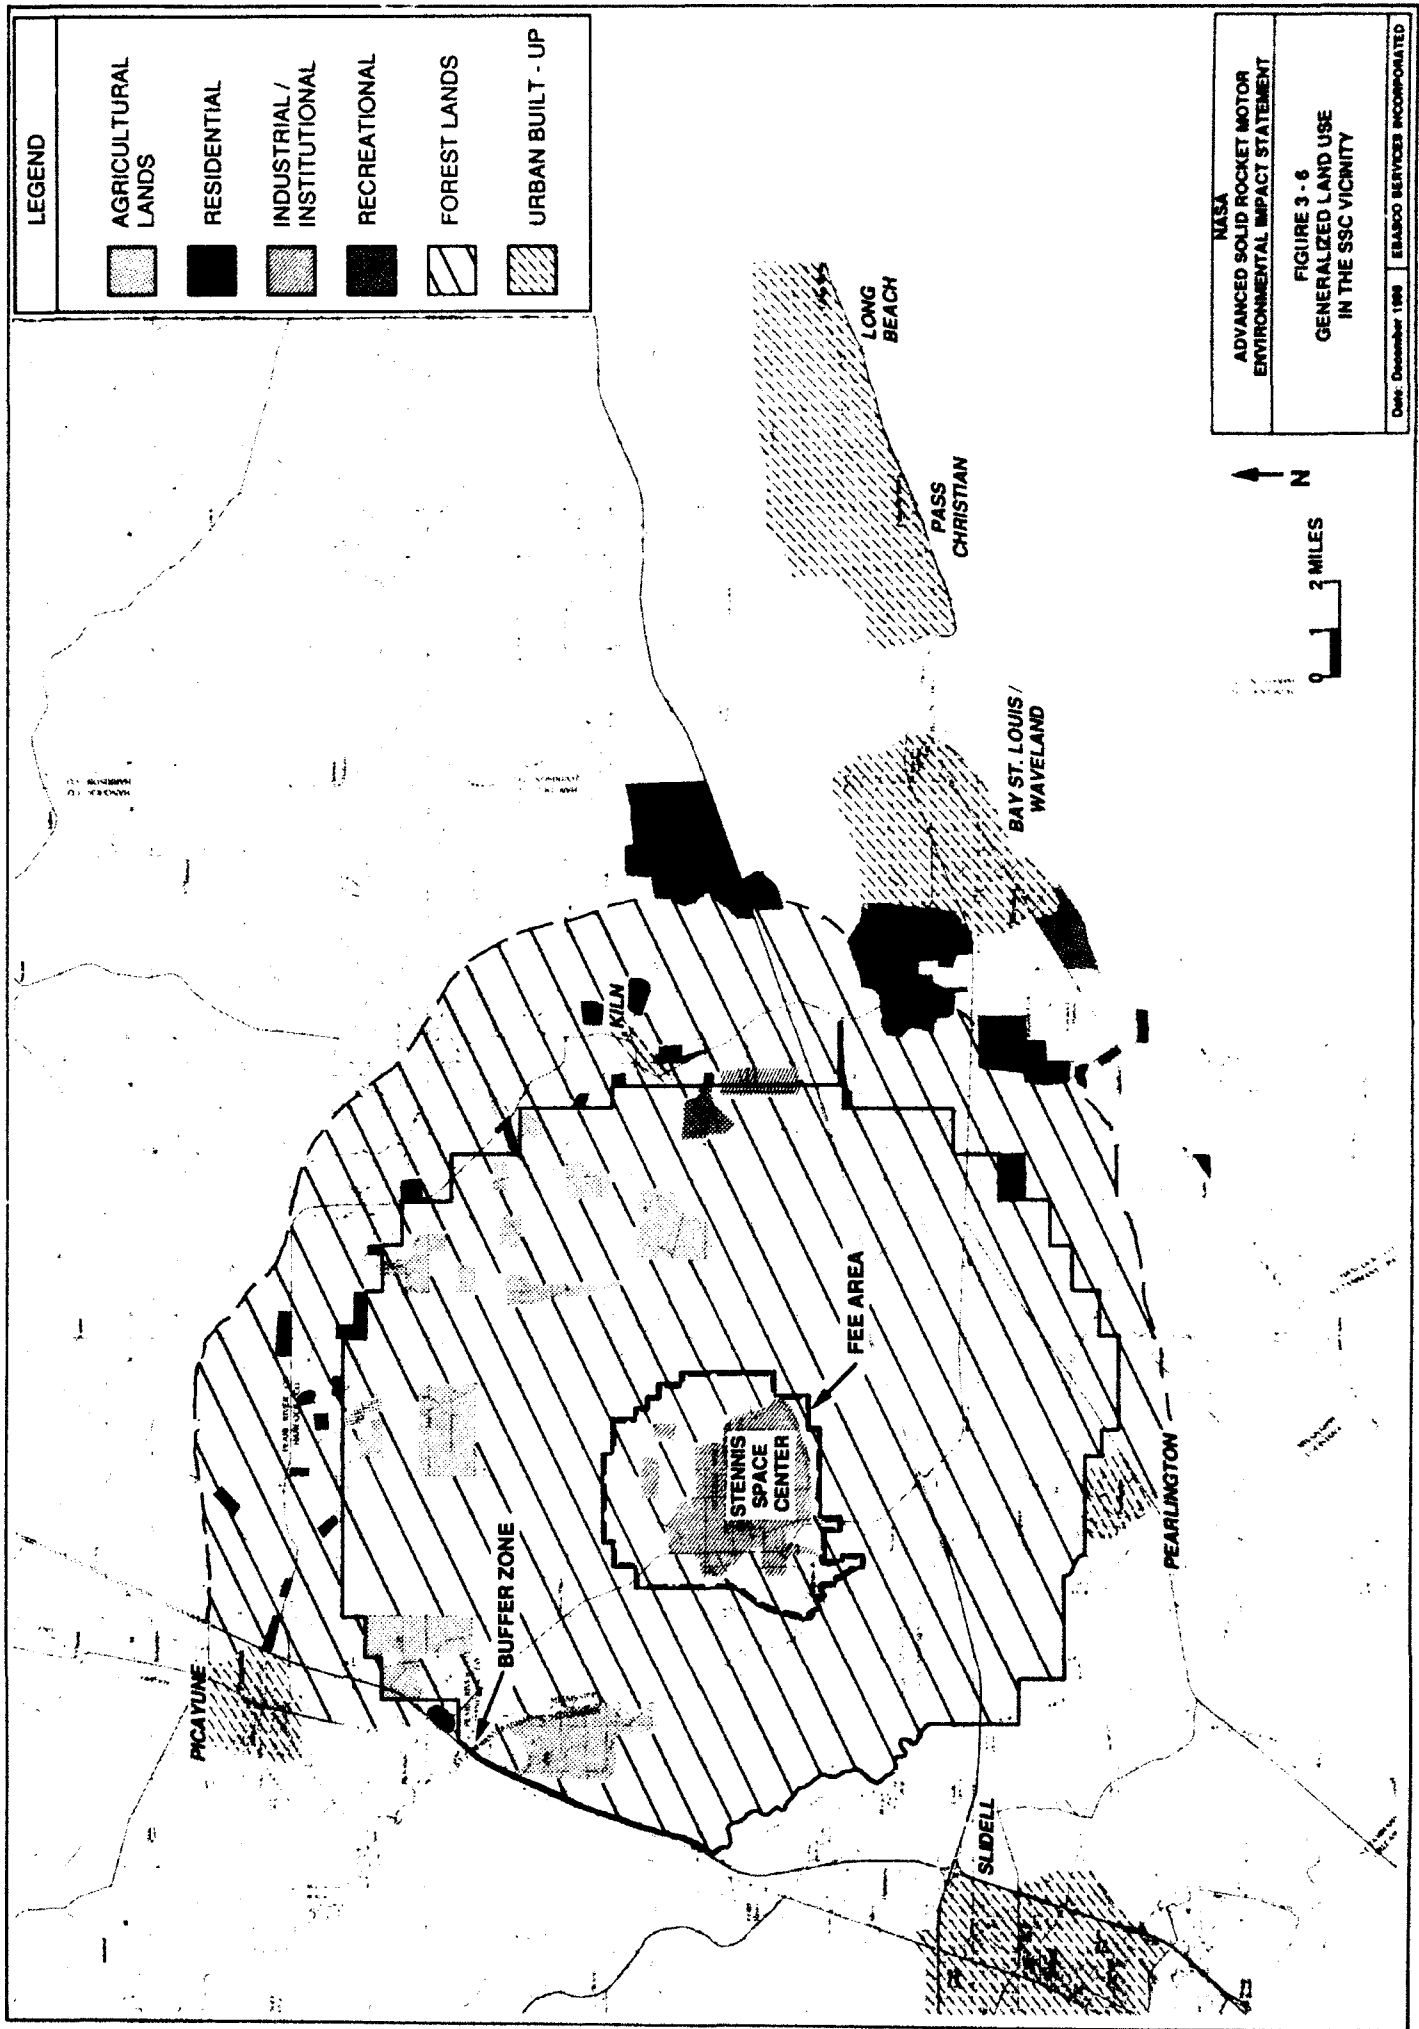 LEGEND
AGRICULTURAL
LANDS
RESIDENTIAL
INDUSTRIAL /
INSTITUTIONAL
RECREATIONAL
FOREST LANDS
URBAN BUILT - UP
PICAYUNE
BUFFER ZONE
KILN
STENNIS
SPACE
CENTER
FEE AREA
LONG
BEACH
PASS
CHRISTIAN
BAY ST. LOUIS /
WAVELAND
SLIDELL
PEARLINGTON
0 1 2 MILES
N
NASA
ADVANCED SOLID ROCKET MOTOR
ENVIRONMENTAL IMPACT STATEMENT
FIGURE 3 - 6
GENERALIZED LAND USE
IN THE SSC VICINITY
Date: December
EBASCO SERVICES INCORPORATED